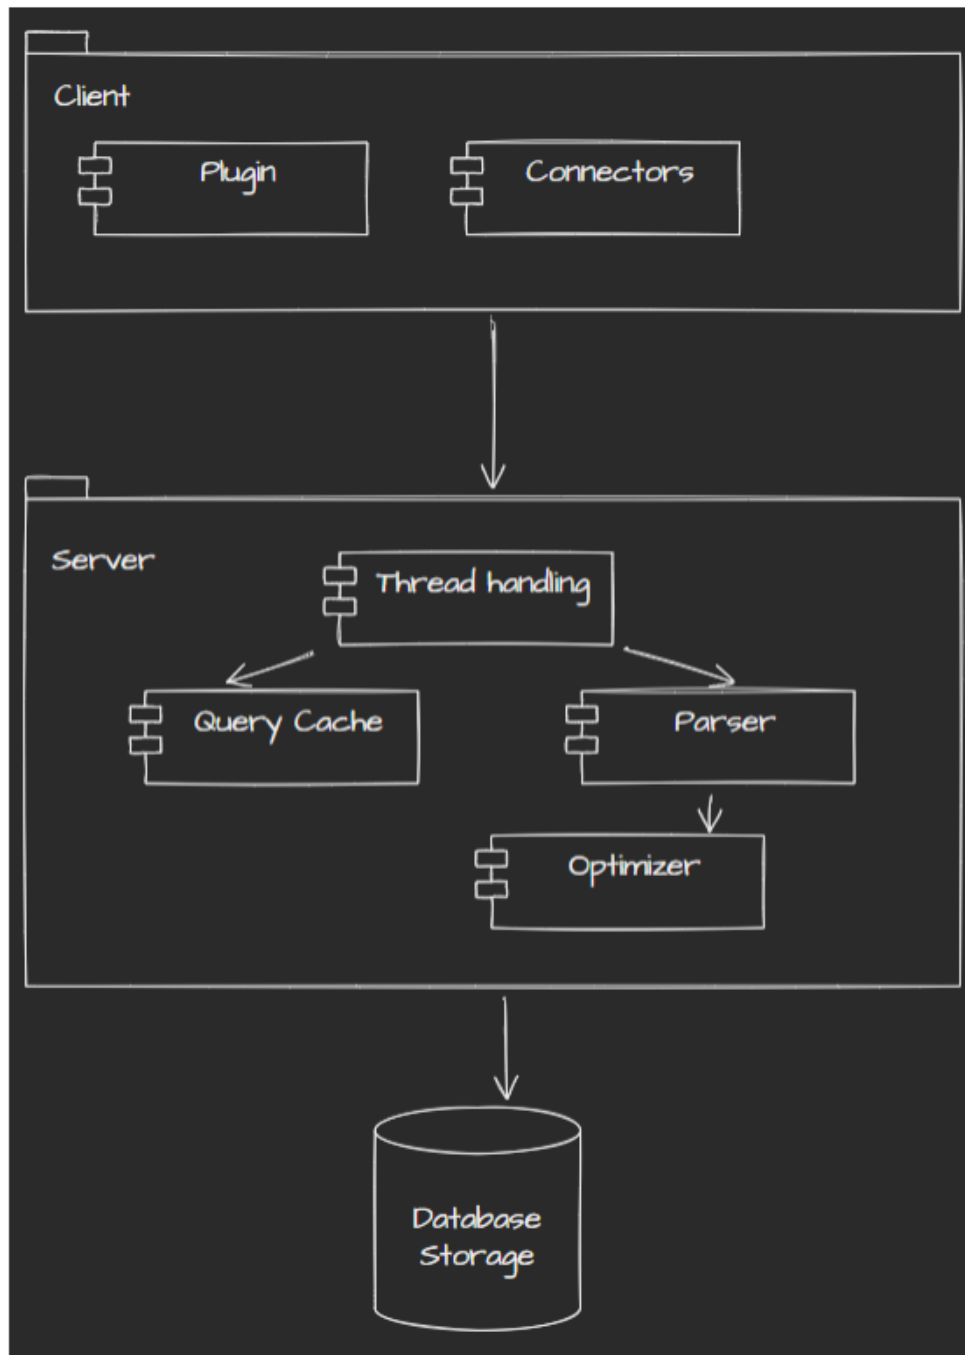 Client
Plugin
Connectors
Server
Thread handling
Query Cache
Parser
Optimizer
Database
Storage